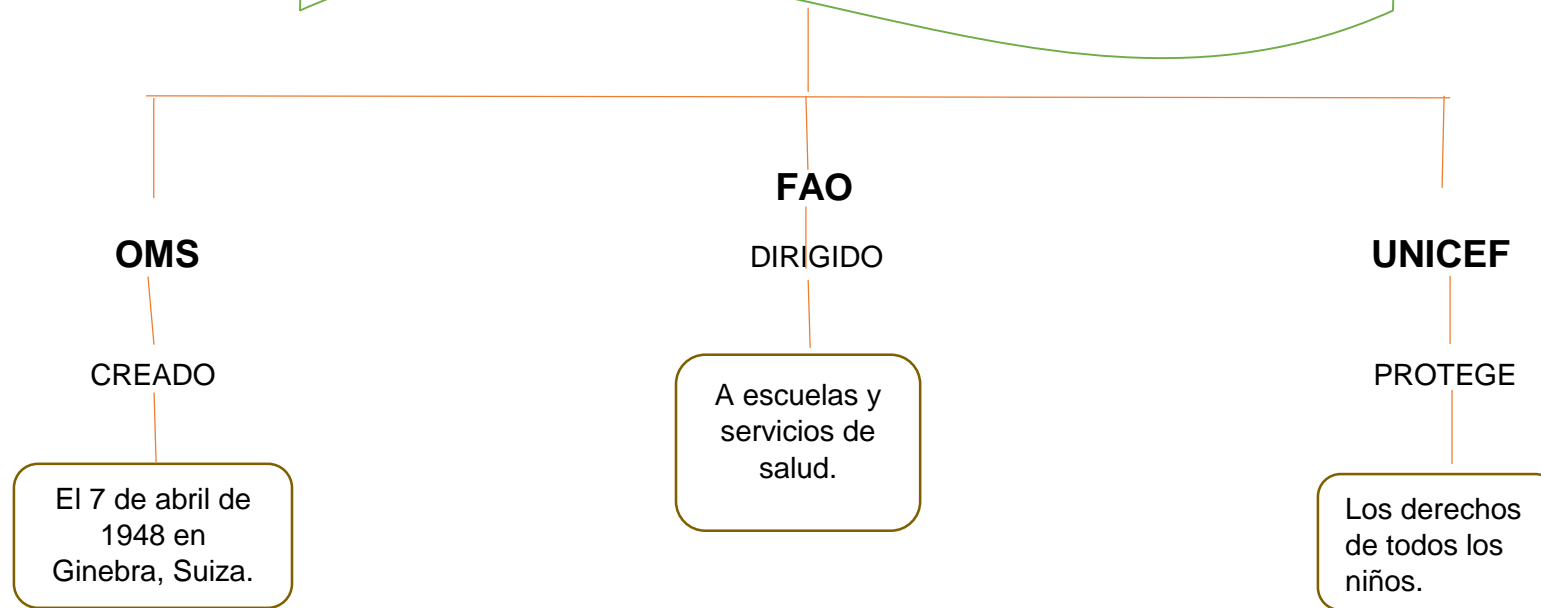 FAO
DIRIGIDO
A escuelas y
servicios de
salud.
OMS
CREADO
El 7 de abril de
1948 en
Ginebra, Suiza.
UNICEF
PROTEGE
Los derechos
de todos los
niños.